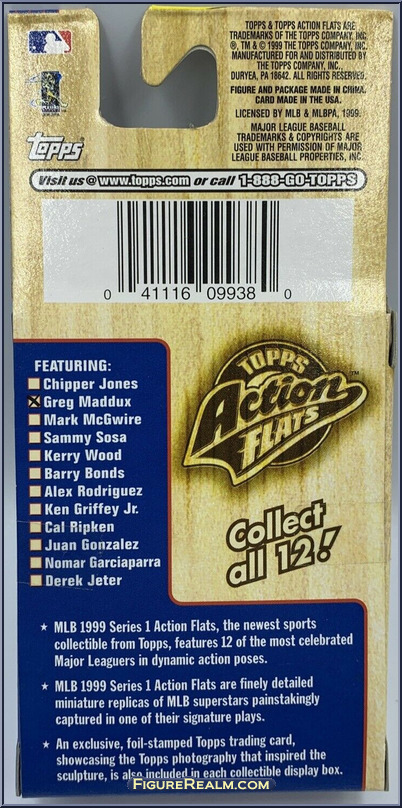 TOPPS & TOPPS ACTION FLATS ARE
TRADEMARKS OF THE TOPPS COMPANY, INC.
®, TM & © 1999 THE TOPPS COMPANY, INC.
MANUFACTURED FOR AND DISTRIBUTED BY
THE TOPPS COMPANY, INC.
DURYEA, PA 18642. ALL RIGHTS RESERVED.
FIGURE AND PACKAGE MADE IN CHINA.
CARD MADE IN THE USA.
LICENSED BY MLB & MLBPA, 1999.
MAJOR LEAGUE BASEBALL
TRADEMARKS & COPYRIGHTS ARE
USED WITH PERMISSION OF MAJOR
LEAGUE BASEBALL PROPERTIES, INC.
TOPPS
Visit us @ www.topps.com or call 1-888-GO-TOPPS
0 41116 09938 0
FEATURING:
Chipper Jones
Greg Maddux
Mark McGwire
Sammy Sosa
Kerry Wood
Barry Bonds
Alex Rodriguez
Ken Griffey Jr.
Cal Ripken
Juan Gonzalez
Nomar Garciaparra
Derek Jeter
TOPPS
Action
FLATS
TM
Collect
all 12!
★ MLB 1999 Series 1 Action Flats, the newest sports
collectible from Topps, features 12 of the most celebrated
Major Leaguers in dynamic action poses.
★ MLB 1999 Series 1 Action Flats are finely detailed
miniature replicas of MLB superstars painstakingly
captured in one of their signature plays.
★ An exclusive, foil-stamped Topps trading card,
showcasing the Topps photography that inspired the
sculpture, is also included in each collectible display box.
FIGUREREALM.COM